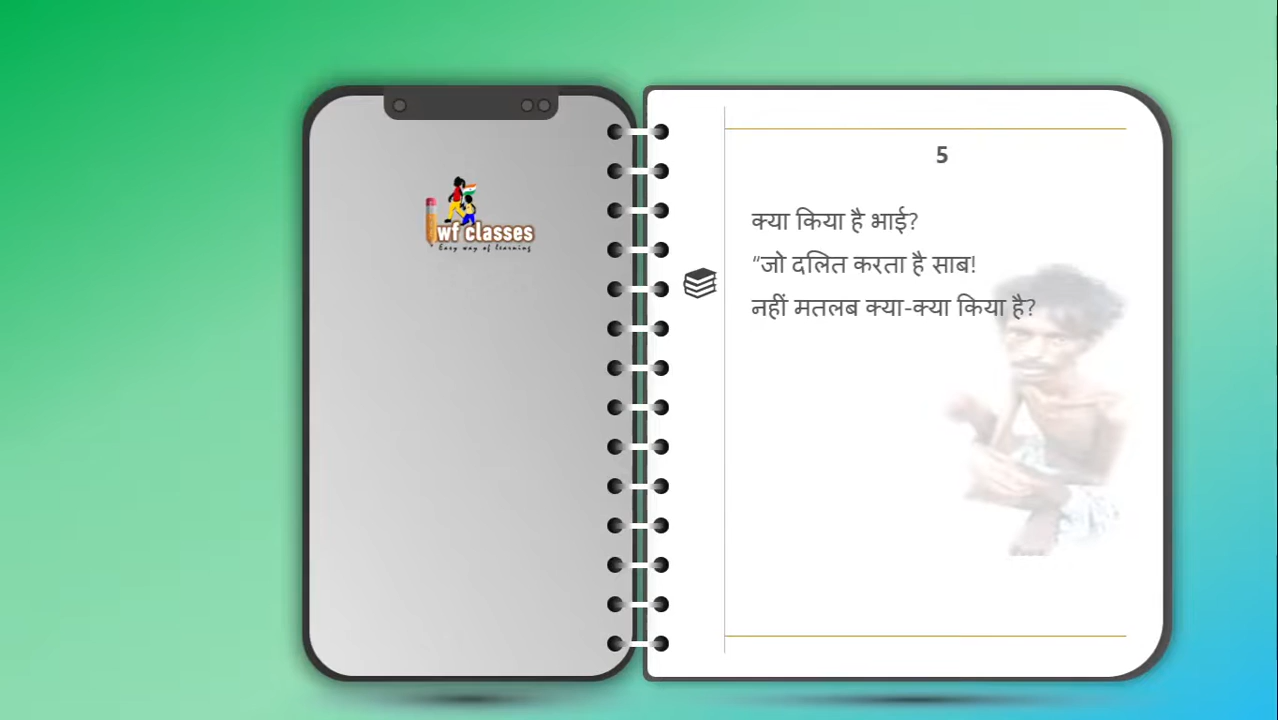 wf classes
Easy way of learning
5
क्या किया है भाई?
“जो दलित करता है साब!
नहीं मतलब क्या-क्या किया है?